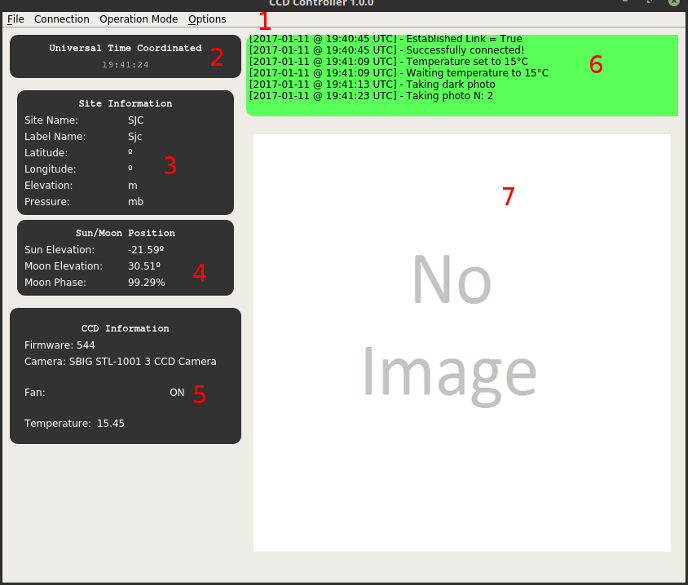 CCD Controller 1.0.0
File Connection Operation Mode Options
1
Universal Time Coordinated
19:41:24
2
Site Information
Site Name: SJC
Label Name: Sjc
Latitude: º
Longitude: º
Elevation: m
Pressure: mb
3
Sun/Moon Position
Sun Elevation: -21.59º
Moon Elevation: 30.51º
Moon Phase: 99.29%
4
CCD Information
Firmware: 544
Camera: SBIG STL-1001 3 CCD Camera
Fan: ON
Temperature: 15.45
5
[2017-01-11 @ 19:40:45 UTC] - Established Link = True
[2017-01-11 @ 19:40:45 UTC] - Successfully connected!
[2017-01-11 @ 19:41:09 UTC] - Temperature set to 15°C
[2017-01-11 @ 19:41:09 UTC] - Waiting temperature to 15°C
[2017-01-11 @ 19:41:13 UTC] - Taking dark photo
[2017-01-11 @ 19:41:23 UTC] - Taking photo N: 2
6
7
No
Image